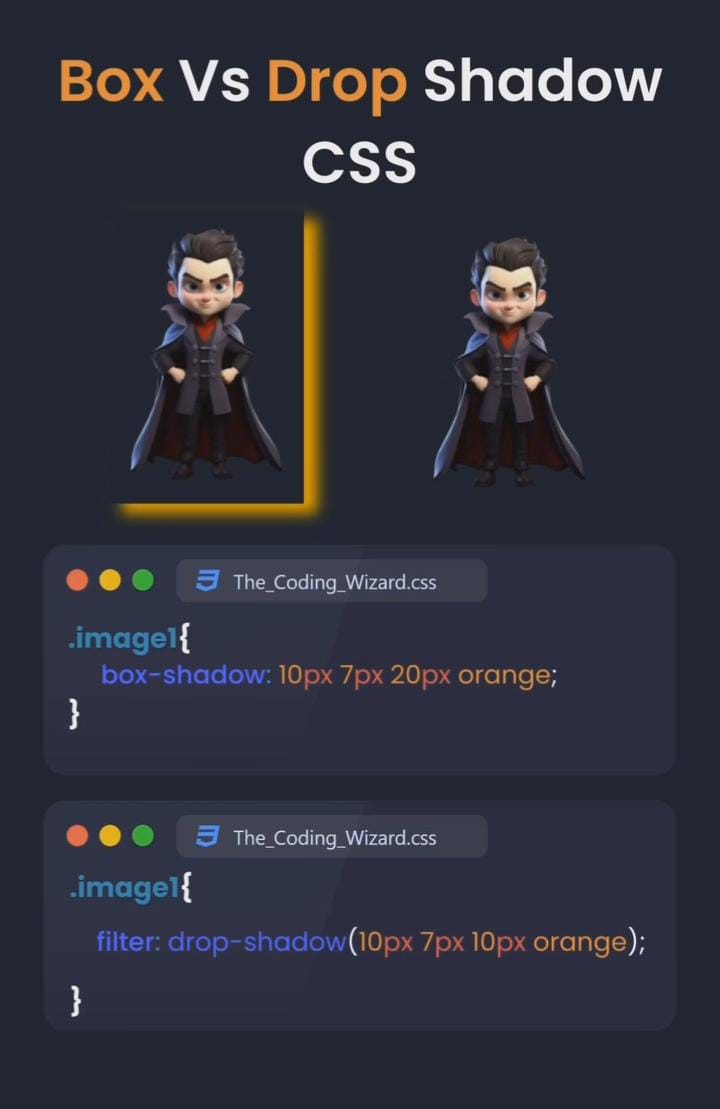 Box Vs Drop Shadow
CSS
The_Coding_Wizard.css
.image1{
box-shadow: 10px 7px 20px orange;
}
The_Coding_Wizard.css
.image1{
filter: drop-shadow(10px 7px 10px orange);
}